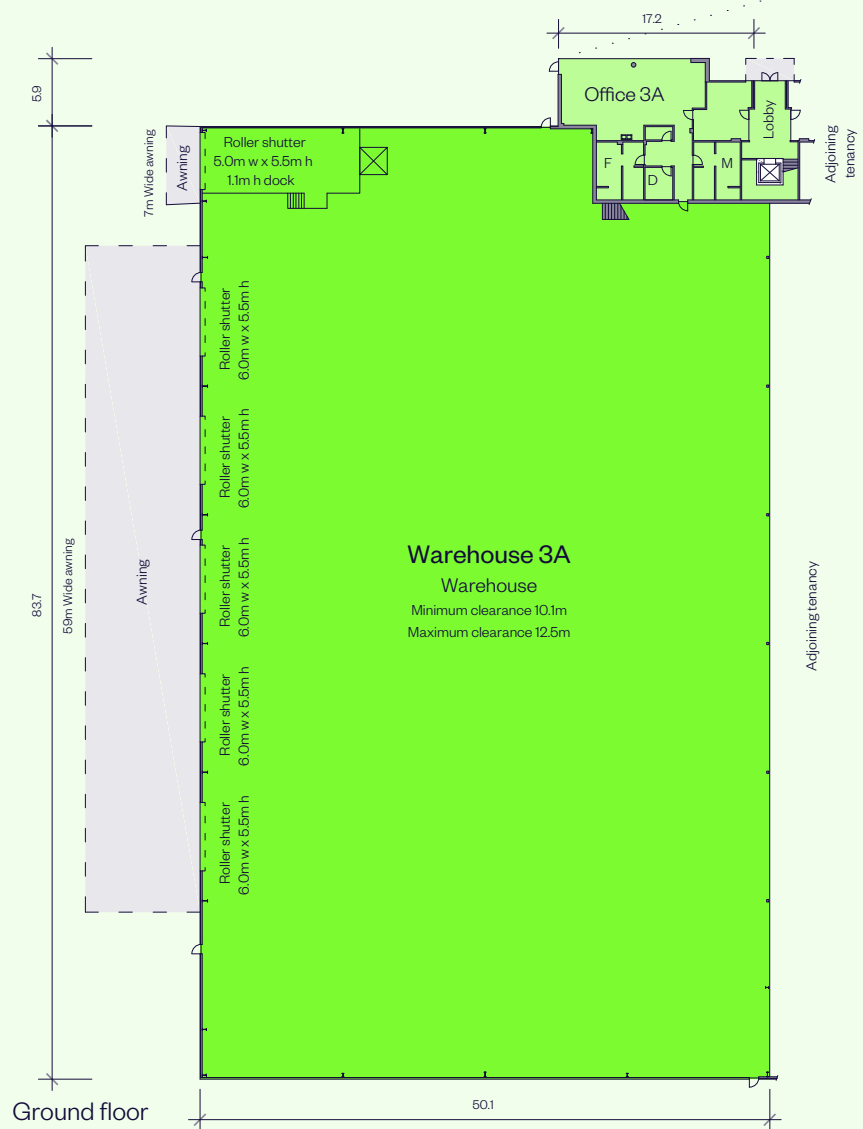 17.2
5.9
Office 3A
Lobby
Adjoining
tenancy
7m Wide awning
Awning
Roller shutter
5.0m w x 5.5m h
1.1m h dock
F
D
M
Roller shutter
6.0m w x 5.5m h
Roller shutter
6.0m w x 5.5m h
Roller shutter
6.0m w x 5.5m h
Roller shutter
6.0m w x 5.5m h
Roller shutter
6.0m w x 5.5m h
83.7
59m Wide awning
Awning
Warehouse 3A
Warehouse
Minimum clearance 10.1m
Maximum clearance 12.5m
Adjoining tenancy
Ground floor
50.1